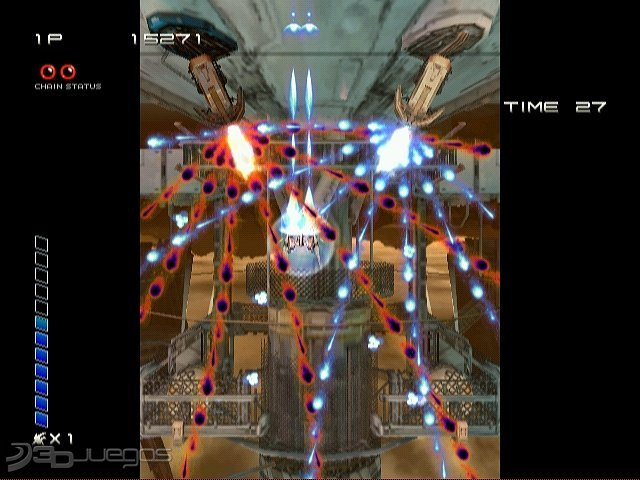 1P 15271
CHAIN STATUS
TIME 27
X 1
3DJuegos